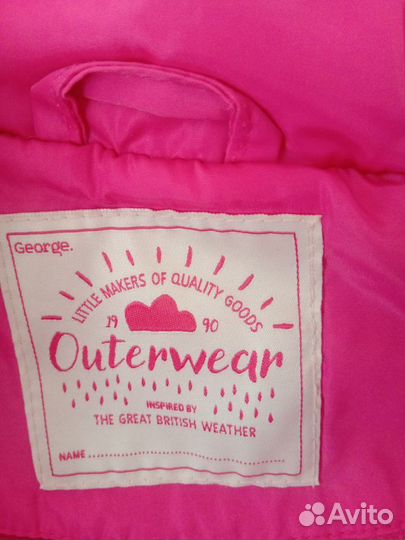 George.
LITTLE MAKERS OF QUALITY GOODS
19 90
Outerwear
INSPIRED BY
THE GREAT BRITISH WEATHER
NAME ........................................
Avito